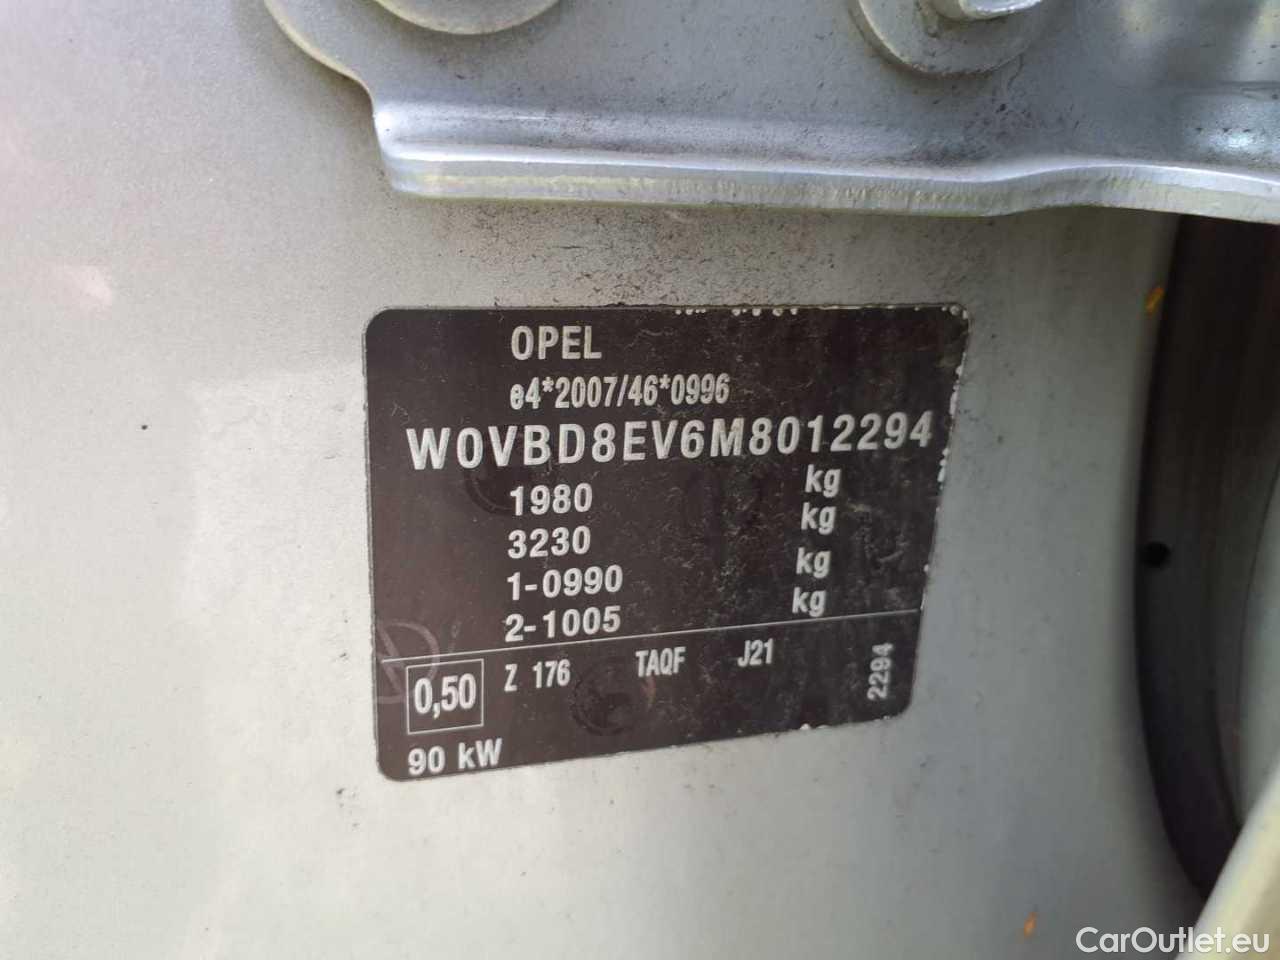 OPEL
e4*2007/46*0996
W0VBD8EV6M8012294
1980 kg
3230 kg
1-0990 kg
2-1005 kg
0,50 Z 176 TAQF J21 2294
90 kW
CarOutlet.eu